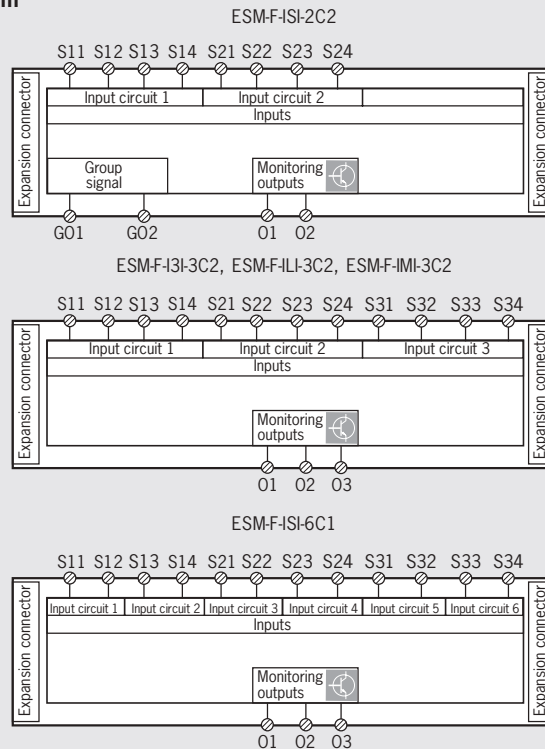 m
ESM-F-ISI-2C2
S11 S12 S13 S14 S21 S22 S23 S24
Expansion connector
Input circuit 1 Input circuit 2
Inputs
Group signal
Monitoring outputs
Expansion connector
GO1 GO2 O1 O2
ESM-F-I3I-3C2, ESM-F-ILI-3C2, ESM-F-IMI-3C2
S11 S12 S13 S14 S21 S22 S23 S24 S31 S32 S33 S34
Expansion connector
Input circuit 1 Input circuit 2 Input circuit 3
Inputs
Monitoring outputs
Expansion connector
O1 O2 O3
ESM-F-ISI-6C1
S11 S12 S13 S14 S21 S22 S23 S24 S31 S32 S33 S34
Expansion connector
Input circuit 1 Input circuit 2 Input circuit 3 Input circuit 4 Input circuit 5 Input circuit 6
Inputs
Monitoring outputs
Expansion connector
O1 O2 O3